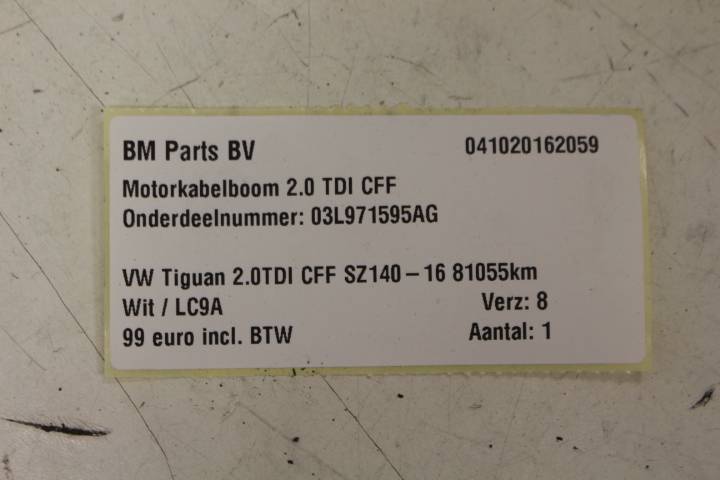 BM Parts BV 041020162059
Motorkabelboom 2.0 TDI CFF
Onderdeelnummer: 03L971595AG
VW Tiguan 2.0TDI CFF SZ140-16 81055km
Wit / LC9A Verz: 8
99 euro incl. BTW Aantal: 1